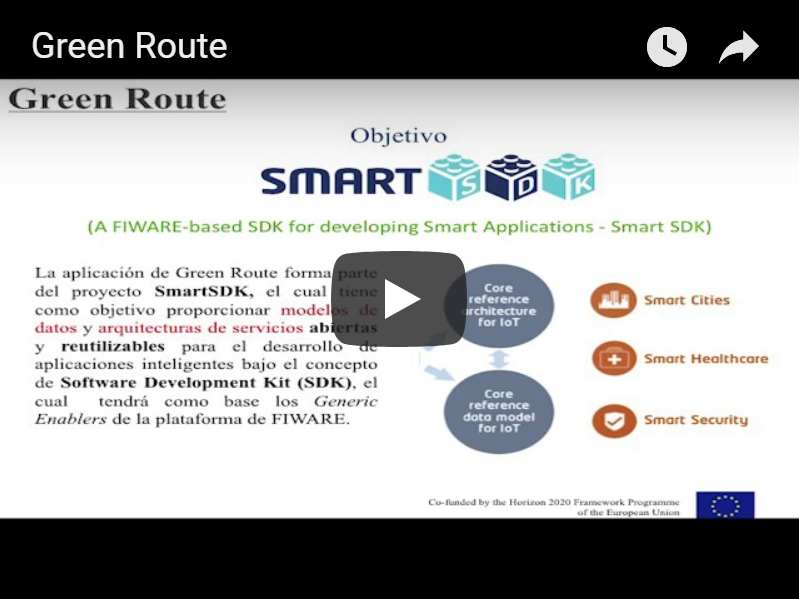 Green Route
Green Route
Objetivo
SMART SDK
(A FIWARE-based SDK for developing Smart Applications - Smart SDK)
La aplicación de Green Route forma parte
del proyecto SmartSDK, el cual tiene
como objetivo proporcionar modelos de
datos y arquitecturas de servicios abiertas
y reutilizables para el desarrollo de
aplicaciones inteligentes bajo el concepto
de Software Development Kit (SDK), el
cual tendrá como base los Generic
Enablers de la plataforma de FIWARE.
Core
reference
architecture
for IoT
Core
reference
data model
for IoT
Smart Cities
Smart Healthcare
Smart Security
Co-funded by the Horizon 2020 Framework Programme
of the European Union